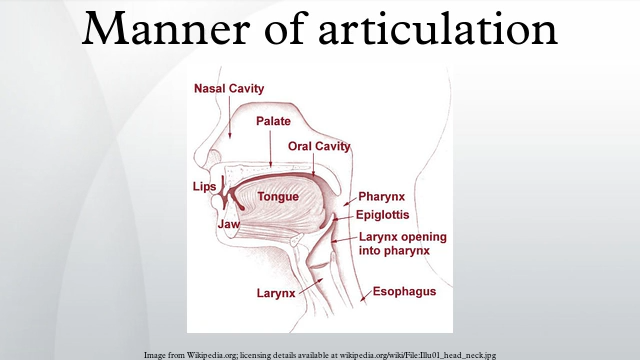 Manner of articulation
Nasal Cavity
Palate
Oral Cavity
Lips
Tongue
Pharynx
Epiglottis
Jaw
Larynx opening
into pharynx
Larynx
Esophagus
Image from Wikipedia.org; licensing details available at wikipedia.org/wiki/File:Illu01_head_neck.jpg